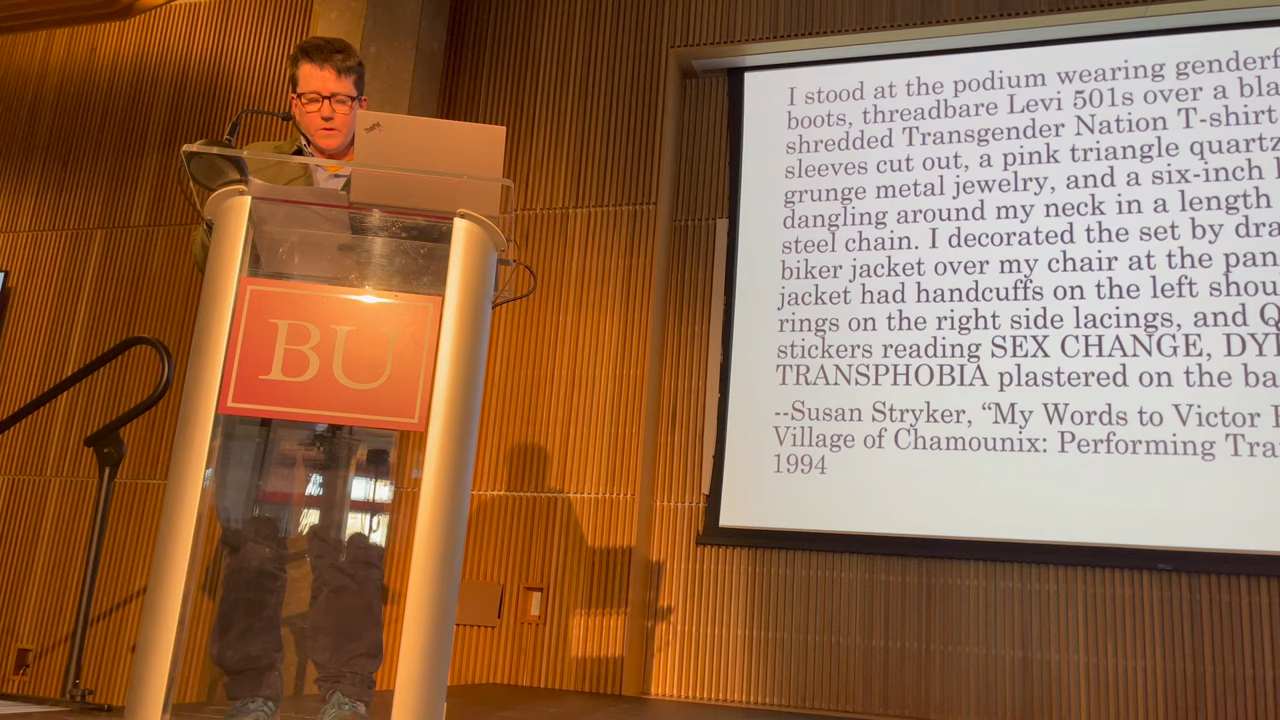 ThinkPad
BU
I stood at the podium wearing genderf
boots, threadbare Levi 501s over a bla
shredded Transgender Nation T-shirt
sleeves cut out, a pink triangle quartz
grunge metal jewelry, and a six-inch
dangling around my neck in a length
steel chain. I decorated the set by dra
biker jacket over my chair at the pan
jacket had handcuffs on the left shou
rings on the right side lacings, and Q
stickers reading SEX CHANGE, DY
TRANSPHOBIA plastered on the ba
--Susan Stryker, “My Words to Victor
Village of Chamounix: Performing Tra
1994